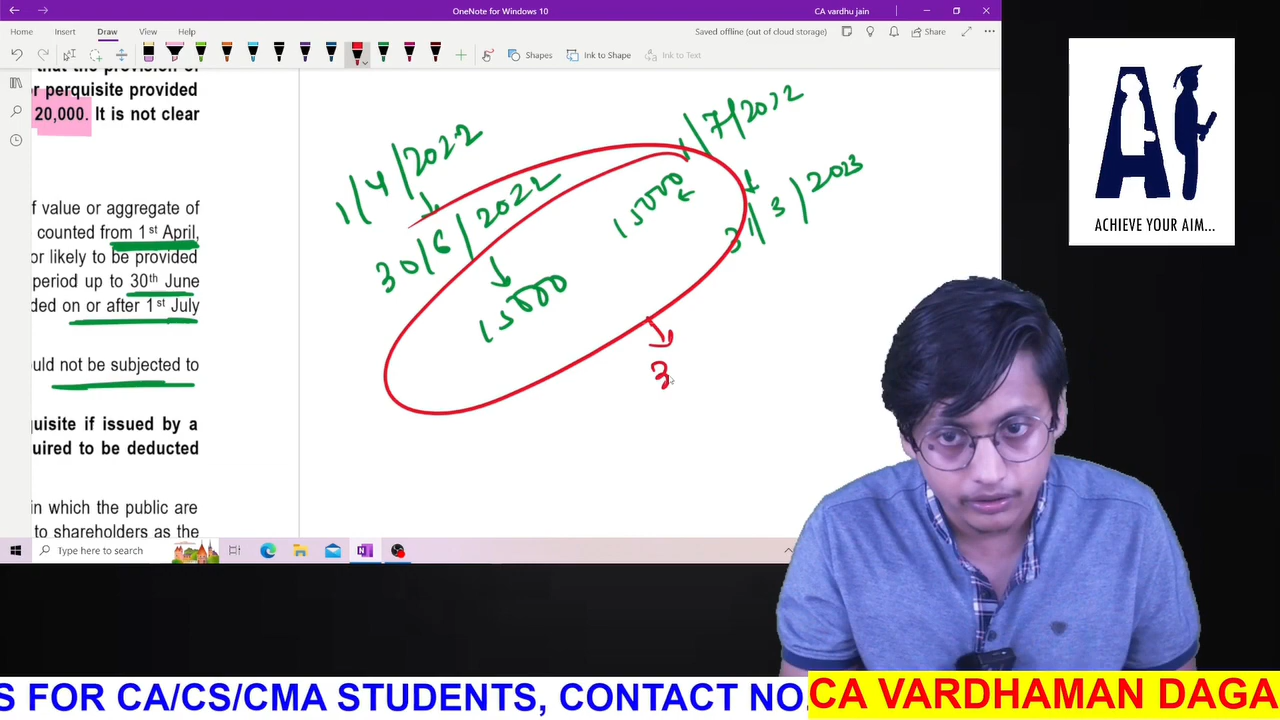 OneNote for Windows 10
CA vardhu jain
Home Insert Draw View Help
Saved offline (out of cloud storage)
Share
Shapes
Ink to Shape
Ink to Text
that the provision of
r perquisite provided
20,000. It is not clear
f value or aggregate of
counted from 1st April,
or likely to be provided
period up to 30th June
ded on or after 1st July
uld not be subjected to
quisite if issued by a
uired to be deducted
in which the public are
to shareholders as the
1/4/2022
30/6/2022
15000
1/7/2022
15000
31/3/2023
3
ACHIEVE YOUR AIM...
Type here to search
S FOR CA/CS/CMA STUDENTS, CONTACT NO.
CA VARDHAMAN DAGA